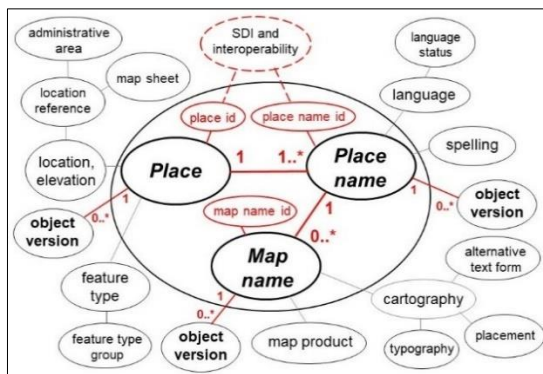 administrative
area
SDI and
interoperability
language
status
location
reference
map sheet
language
place id
place name id
spelling
location,
elevation
Place
1
1..*
Place
name
object
version
1
0..*
1
0..*
object
version
map name id
1
0..*
Map
name
feature
type
alternative
text form
cartography
1
0..*
feature type
group
object
version
map product
typography
placement